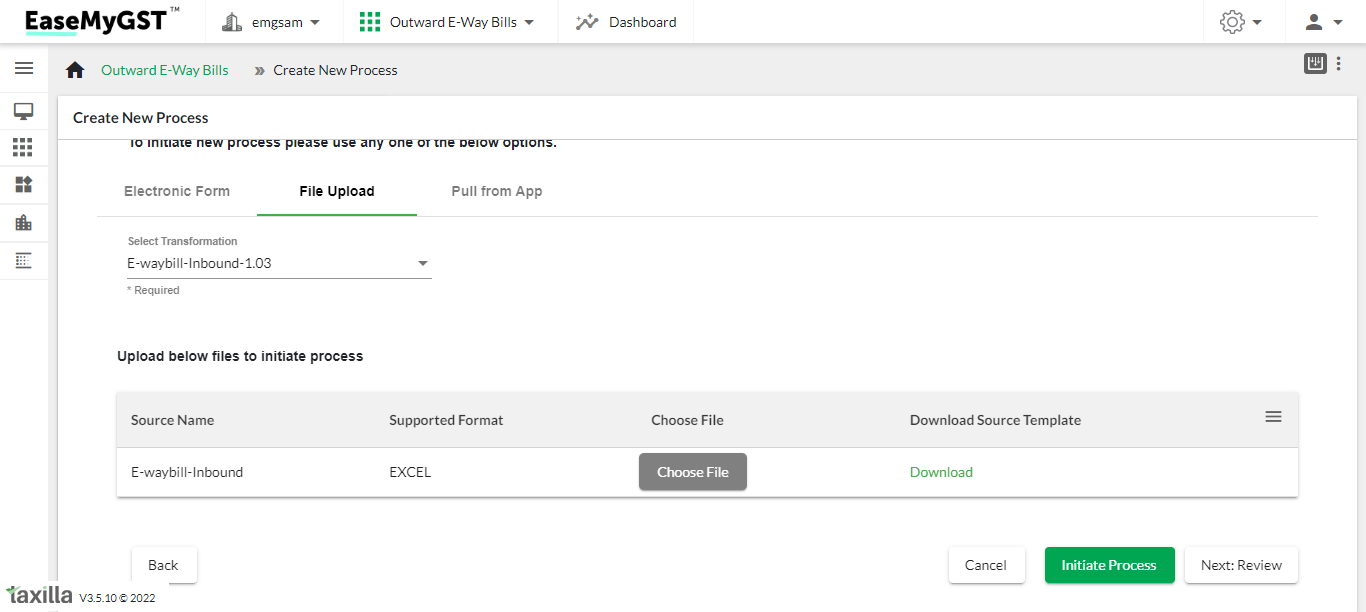 EaseMyGST™ emgsam Outward E-Way Bills Dashboard
Outward E-Way Bills » Create New Process
Create New Process
To initiate new process please use any one of the below options.
Electronic Form File Upload Pull from App
Select Transformation
E-waybill-Inbound-1.03
* Required
Upload below files to initiate process
Source Name Supported Format Choose File Download Source Template
E-waybill-Inbound EXCEL Choose File Download
Back Cancel Initiate Process Next: Review
taxilla V3.5.10 © 2022